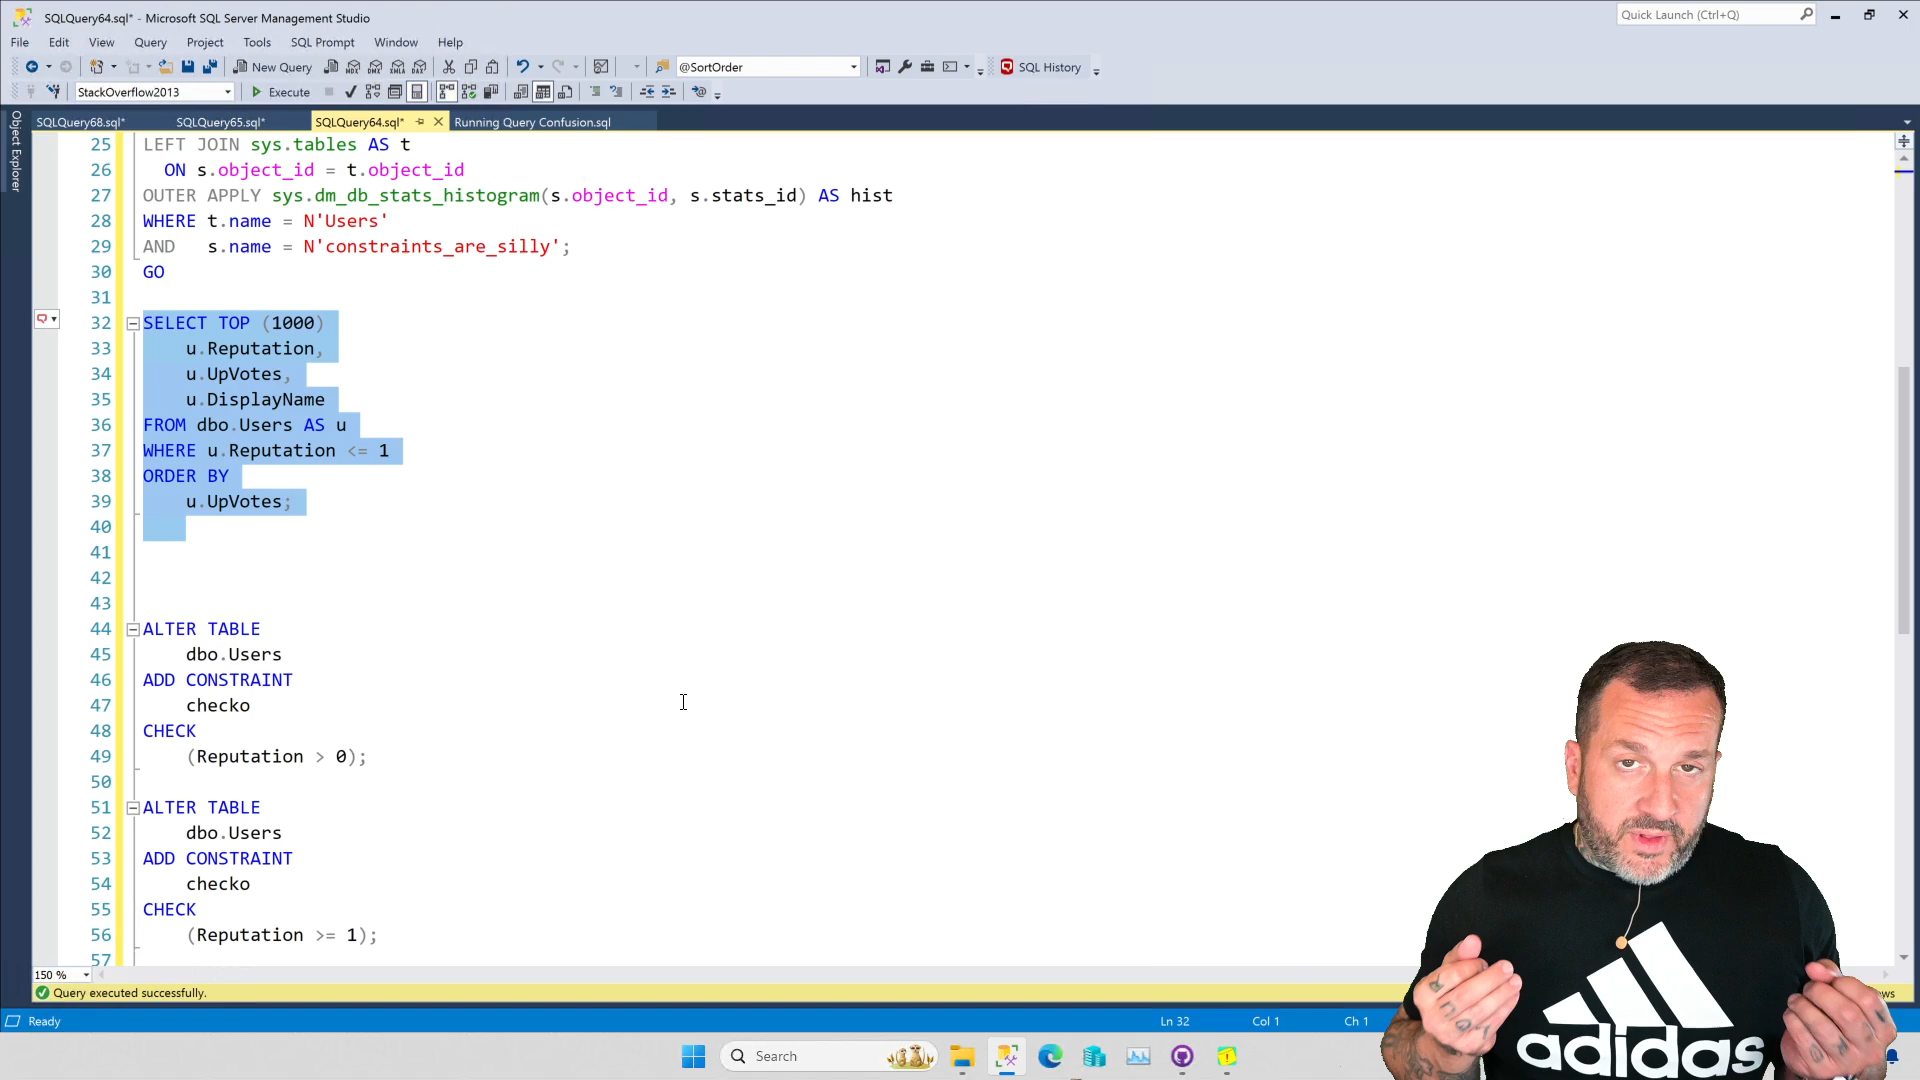 SQLQuery64.sql* - Microsoft SQL Server Management Studio
Quick Launch (Ctrl+Q)
File Edit View Query Project Tools SQL Prompt Window Help
New Query
@SortOrder
SQL History
StackOverflow2013
Execute
Object Explorer
SQLQuery68.sql* SQLQuery65.sql* SQLQuery64.sql* Running Query Confusion.sql
25 LEFT JOIN sys.tables AS t
26 ON s.object_id = t.object_id
27 OUTER APPLY sys.dm_db_stats_histogram(s.object_id, s.stats_id) AS hist
28 WHERE t.name = N'Users'
29 AND s.name = N'constraints_are_silly';
30 GO
31
32 SELECT TOP (1000)
33 u.Reputation,
34 u.UpVotes,
35 u.DisplayName
36 FROM dbo.Users AS u
37 WHERE u.Reputation <= 1
38 ORDER BY
39 u.UpVotes;
40
41
42
43
44 ALTER TABLE
45 dbo.Users
46 ADD CONSTRAINT
47 checko
48 CHECK
49 (Reputation > 0);
50
51 ALTER TABLE
52 dbo.Users
53 ADD CONSTRAINT
54 checko
55 CHECK
56 (Reputation >= 1);
57
150 %
Query executed successfully.
Ready
Ln 32 Col 1 Ch 1
Search
adidas